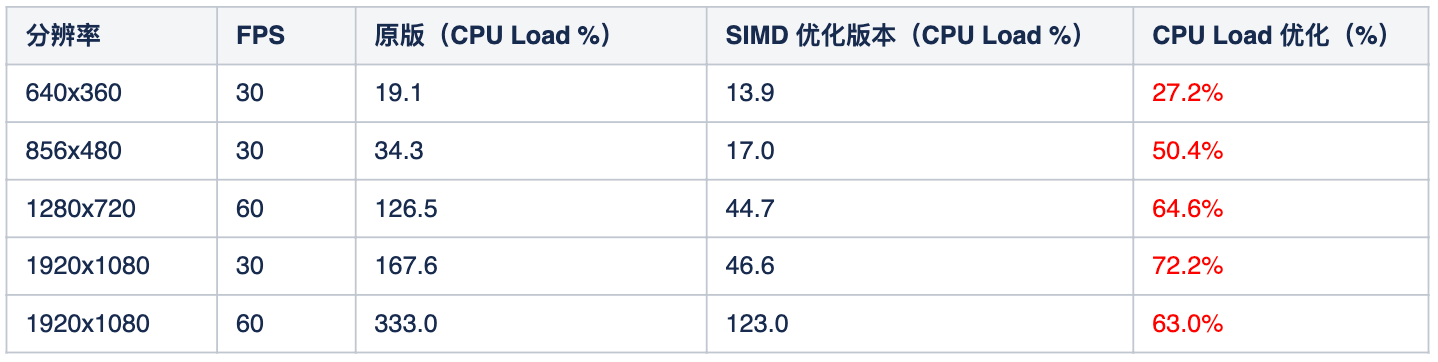 分辨率 FPS 原版（CPU Load %） SIMD 优化版本（CPU Load %） CPU Load 优化（%）
640x360 30 19.1 13.9 27.2%
856x480 30 34.3 17.0 50.4%
1280x720 60 126.5 44.7 64.6%
1920x1080 30 167.6 46.6 72.2%
1920x1080 60 333.0 123.0 63.0%